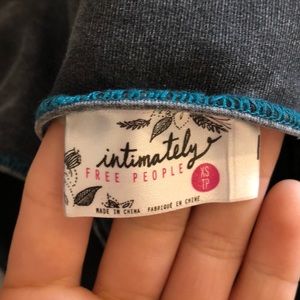 intimately
FREE PEOPLE
XS
TP
MADE IN CHINA FABRIQUÉ EN CHINE